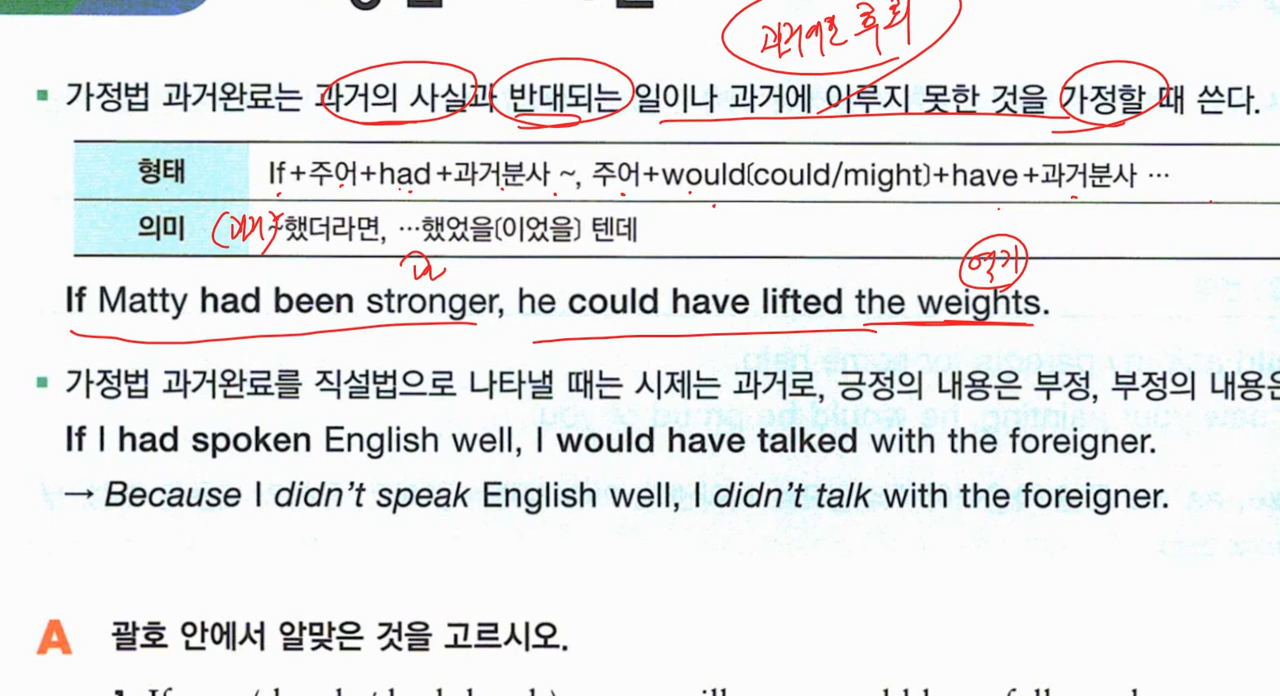 과거에 대한 후회
가정법 과거완료는 과거의 사실과 반대되는 일이나 과거에 이루지 못한 것을 가정할 때 쓴다.
형태 If+주어+had+과거분사 ~, 주어+would(could/might)+have+과거분사 …
의미 (과거) ~했더라면, …했었을(이었을) 텐데
역기
If Matty had been stronger, he could have lifted the weights.
가정법 과거완료를 직설법으로 나타낼 때는 시제는 과거로, 긍정의 내용은 부정, 부정의 내용은
If I had spoken English well, I would have talked with the foreigner.
→ Because I didn't speak English well, I didn't talk with the foreigner.
A 괄호 안에서 알맞은 것을 고르시오.